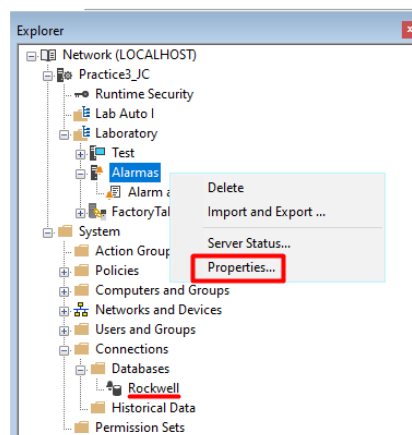 Explorer
Network (LOCALHOST)
Practice3_JC
Runtime Security
Lab Auto I
Laboratory
Test
Alarmas
Alarm a
FactoryTal
System
Action Group
Policies
Computers and Groups
Networks and Devices
Users and Groups
Connections
Databases
Rockwell
Historical Data
Permission Sets
Delete
Import and Export ...
Server Status...
Properties...